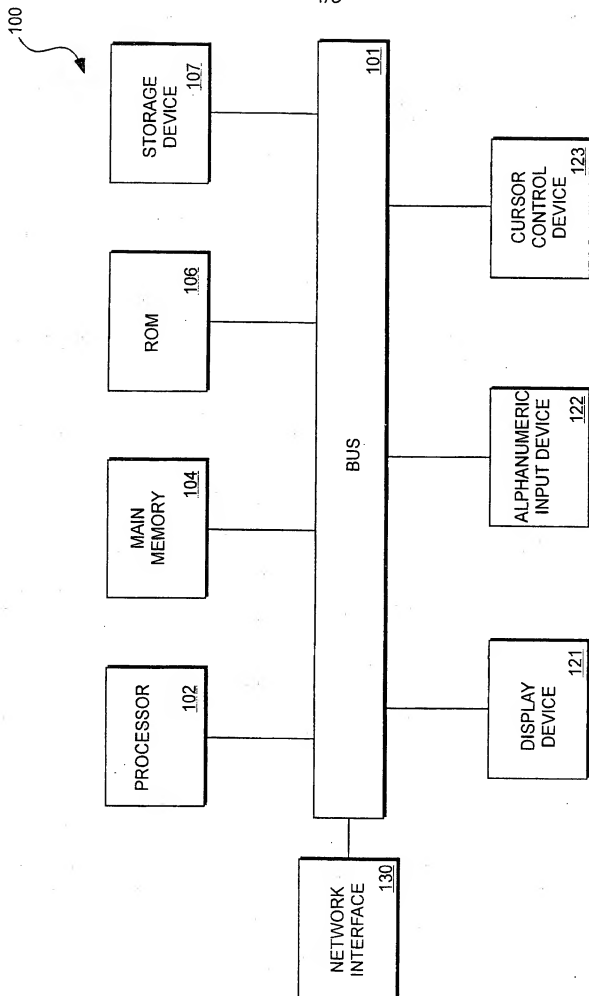 100
STORAGE
DEVICE
107
ROM
106
MAIN
MEMORY
104
PROCESSOR
102
BUS
101
CURSOR
CONTROL
DEVICE
123
ALPHANUMERIC
INPUT DEVICE
122
DISPLAY
DEVICE
121
NETWORK
INTERFACE
130